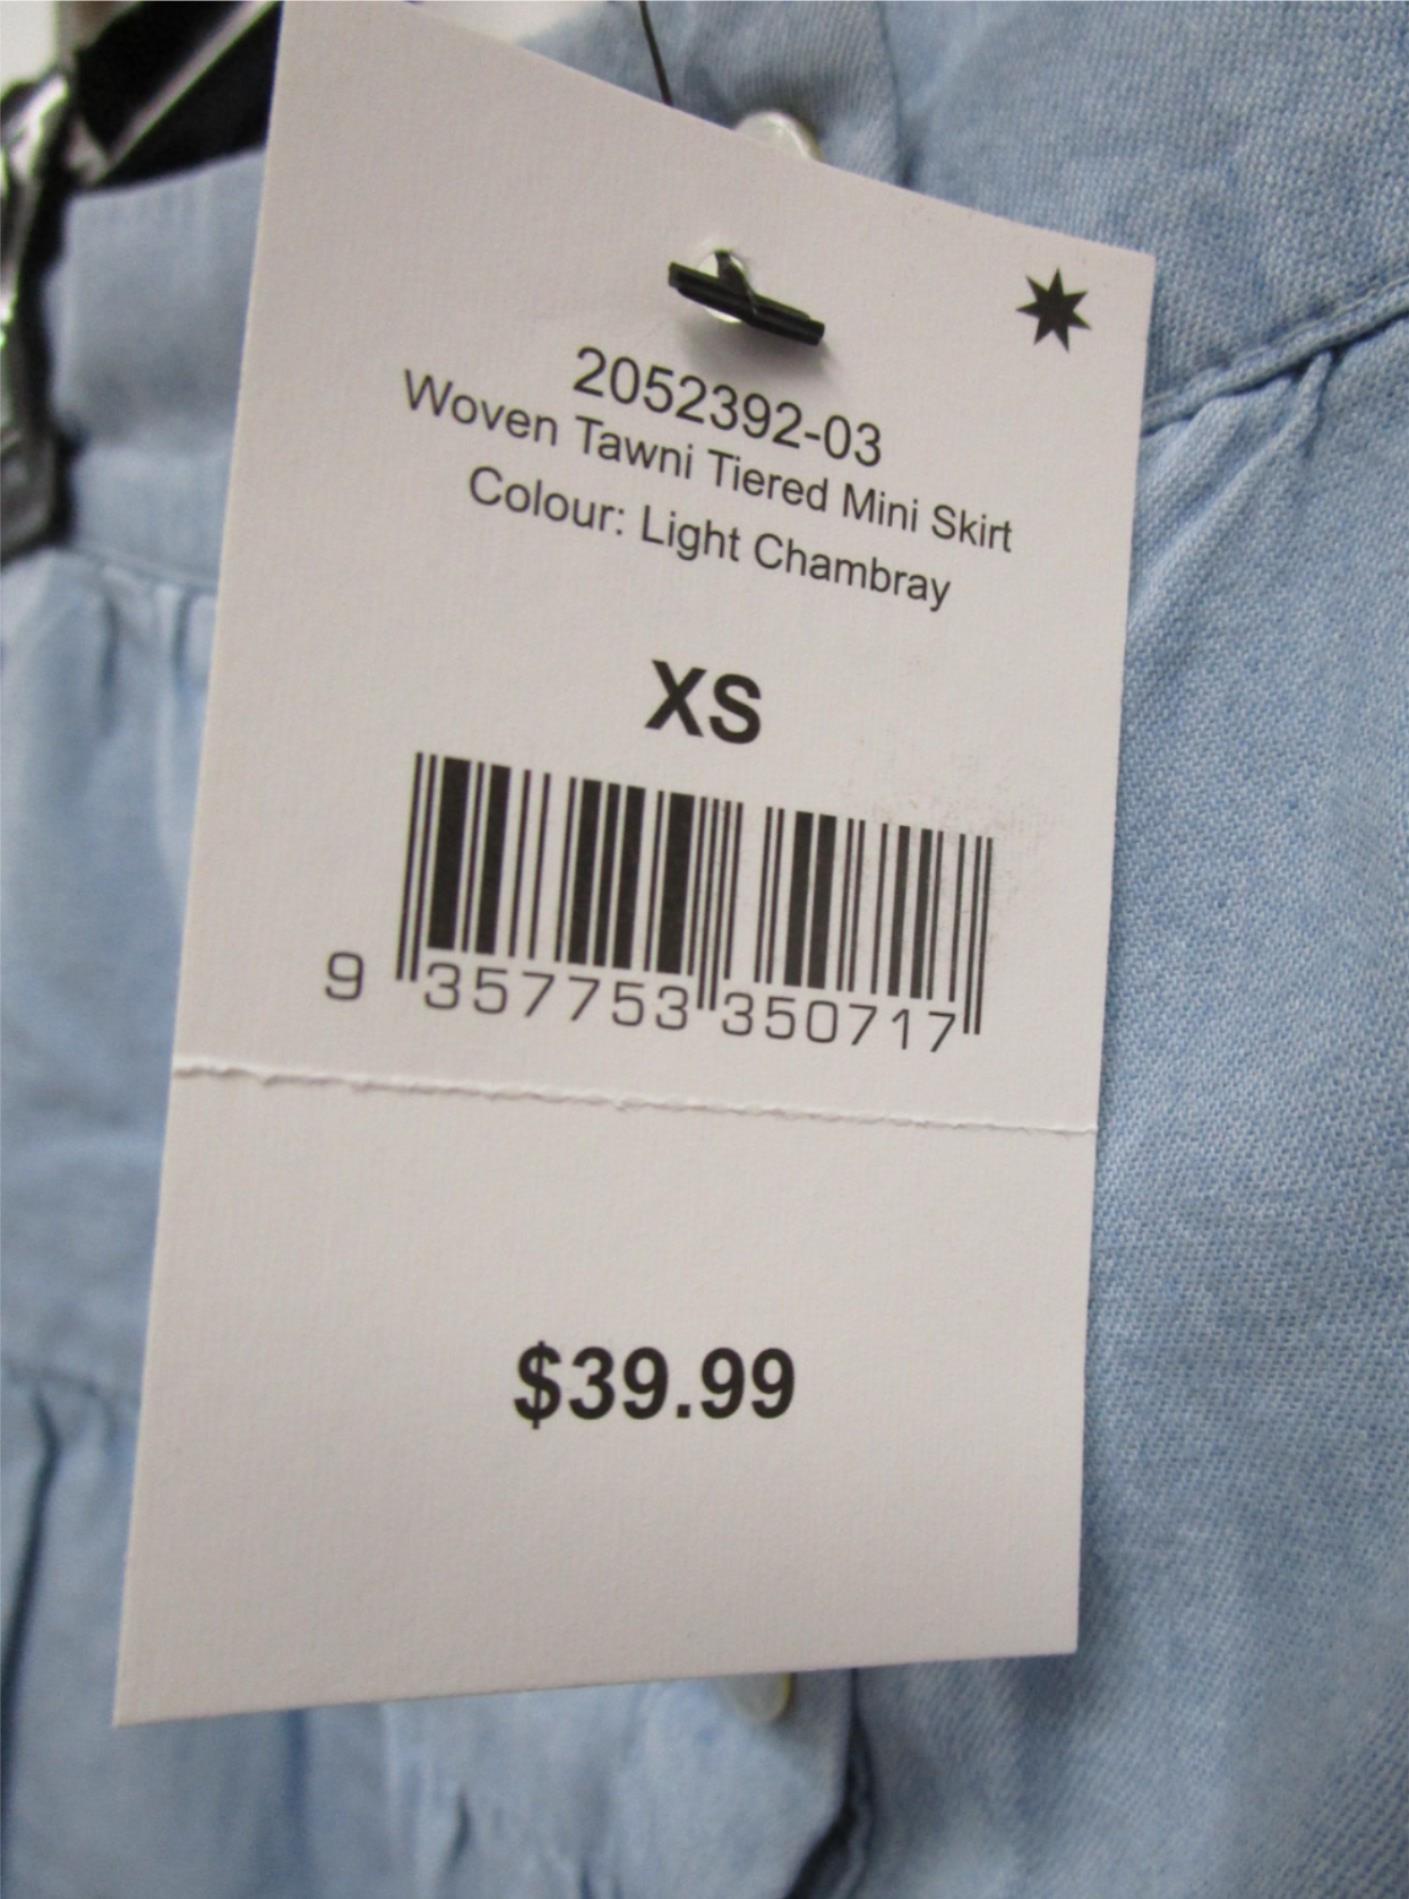 2052392-03
Woven Tawni Tiered Mini Skirt
Colour: Light Chambray
XS
9 357753 350717
$39.99